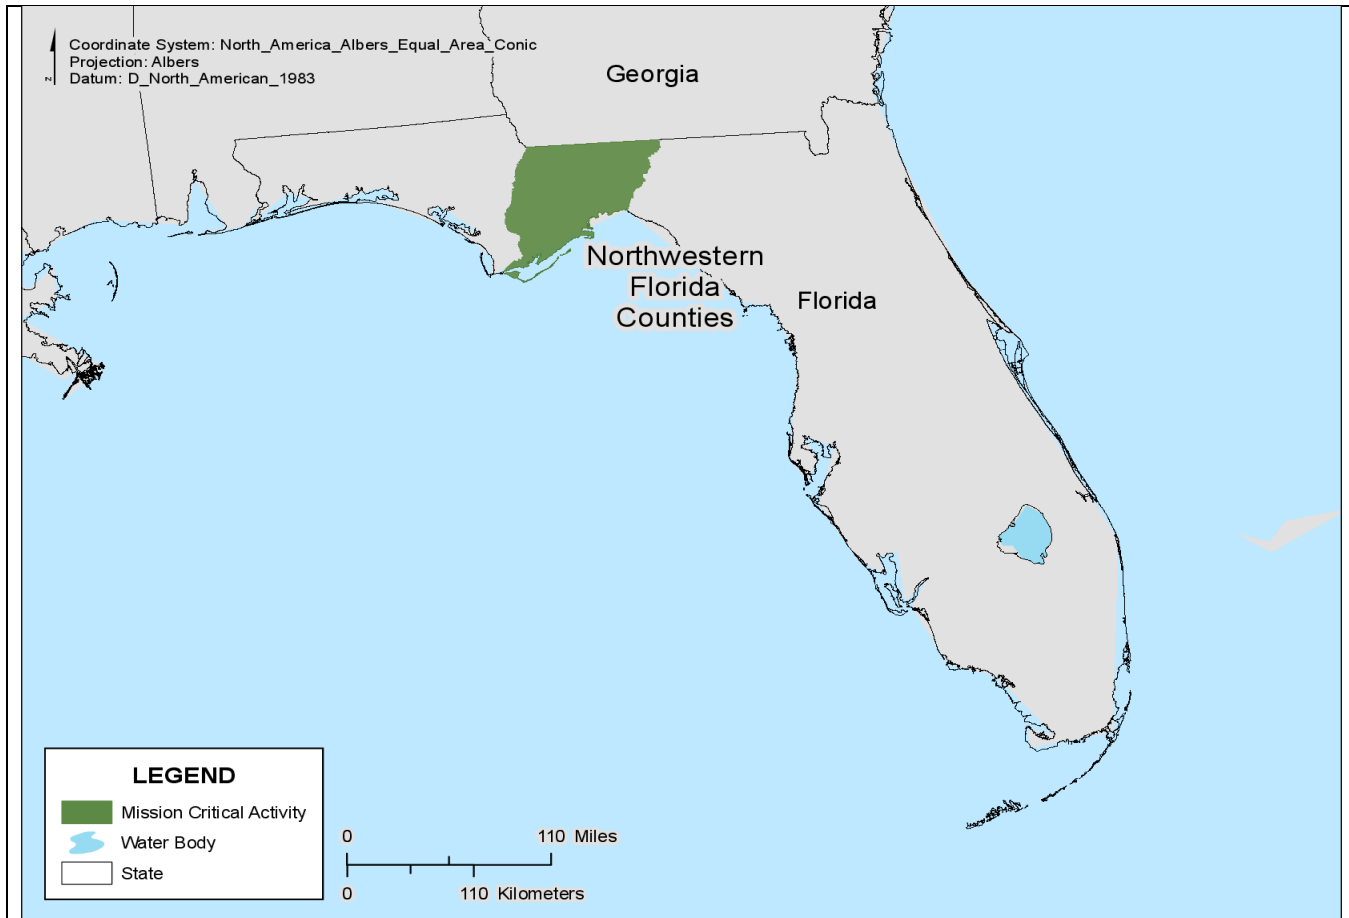 Coordinate System: North_America_Albers_Equal_Area_Conic
Projection: Albers
Datum: D_North_American_1983
N
Georgia
Northwestern
Florida
Counties
Florida
LEGEND
Mission Critical Activity
Water Body
State
0 110 Miles
0 110 Kilometers